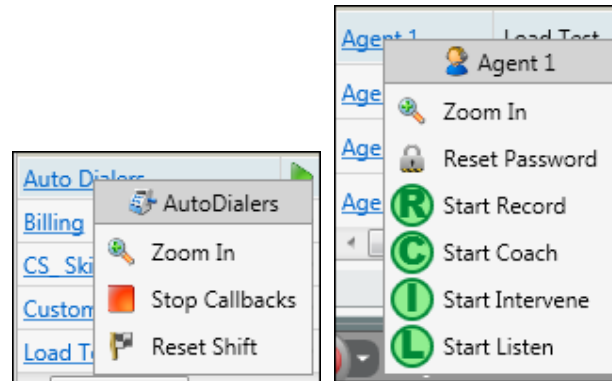 Auto Dialers
AutoDialers
Billing
Zoom In
CS_Ski
Stop Callbacks
Custom
Reset Shift
Load T
Agent 1 Load Test
Agent 1
Age
Zoom In
Age
Reset Password
Age
R Start Record
C Start Coach
I Start Intervene
L Start Listen